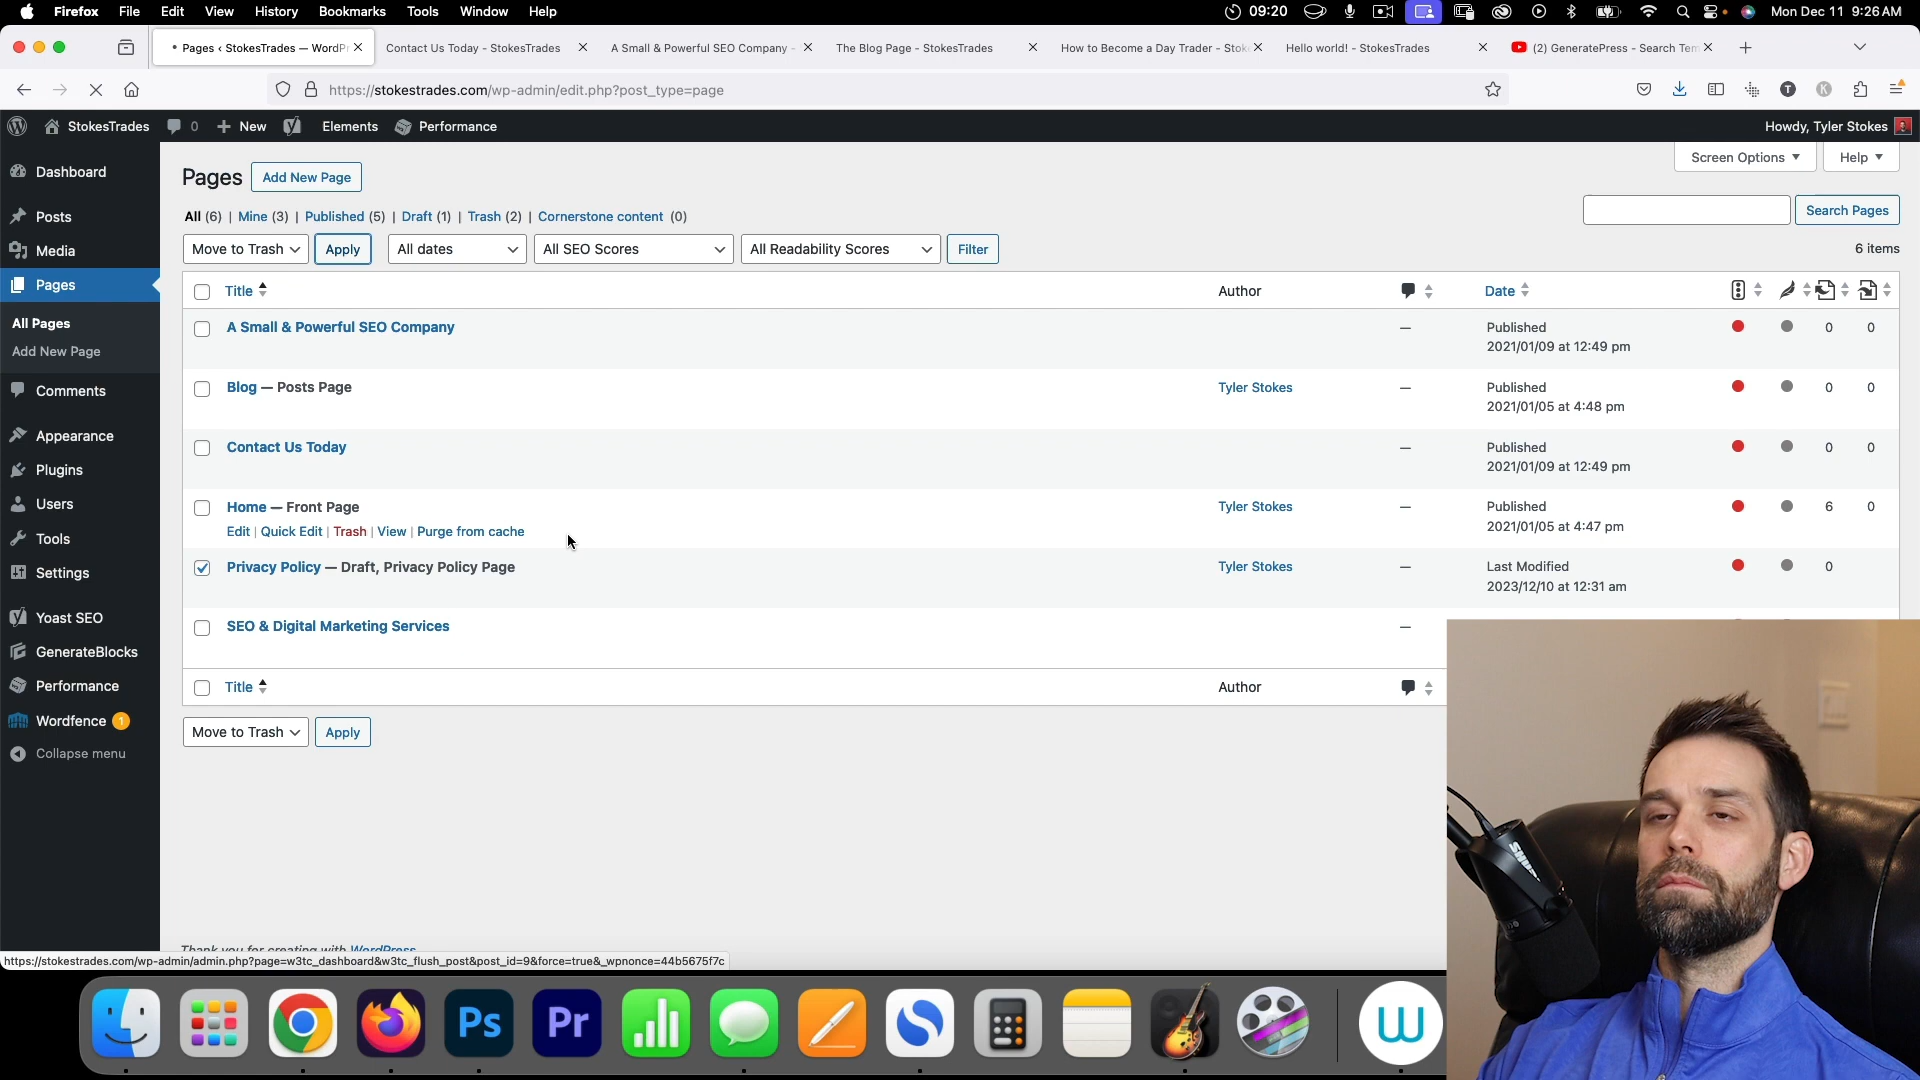 Firefox File Edit View History Bookmarks Tools Window Help 09:20 Mon Dec 11 9:26 AM
Pages ‹ StokesTrades — WordPr Contact Us Today - StokesTrades A Small & Powerful SEO Company - The Blog Page - StokesTrades How to Become a Day Trader - Stok Hello world! - StokesTrades (2) GeneratePress - Search Tem
https://stokestrades.com/wp-admin/edit.php?post_type=page T K
StokesTrades 0 New Elements Performance Howdy, Tyler Stokes
Screen Options Help
Dashboard
Posts
Media
Pages
All Pages
Add New Page
Comments
Appearance
Plugins
Users
Tools
Settings
Yoast SEO
GenerateBlocks
Performance
Wordfence 1
Collapse menu
Pages Add New Page
All (6) | Mine (3) | Published (5) | Draft (1) | Trash (2) | Cornerstone content (0)
Search Pages
Move to Trash Apply All dates All SEO Scores All Readability Scores Filter 6 items
Title Author Date
A Small & Powerful SEO Company — Published 0 0
2021/01/09 at 12:49 pm
Blog — Posts Page Tyler Stokes — Published 0 0
2021/01/05 at 4:48 pm
Contact Us Today — Published 0 0
2021/01/09 at 12:49 pm
Home — Front Page Tyler Stokes — Published 6 0
Edit | Quick Edit | Trash | View | Purge from cache 2021/01/05 at 4:47 pm
Privacy Policy — Draft, Privacy Policy Page Tyler Stokes — Last Modified 0
2023/12/10 at 12:31 am
SEO & Digital Marketing Services —
Title Author
Move to Trash Apply
Thank you for creating with WordPress
https://stokestrades.com/wp-admin/admin.php?page=w3tc_dashboard&w3tc_flush_post&post_id=9&force=true&_wpnonce=44b5675f7c
Ps Pr W
SHURE